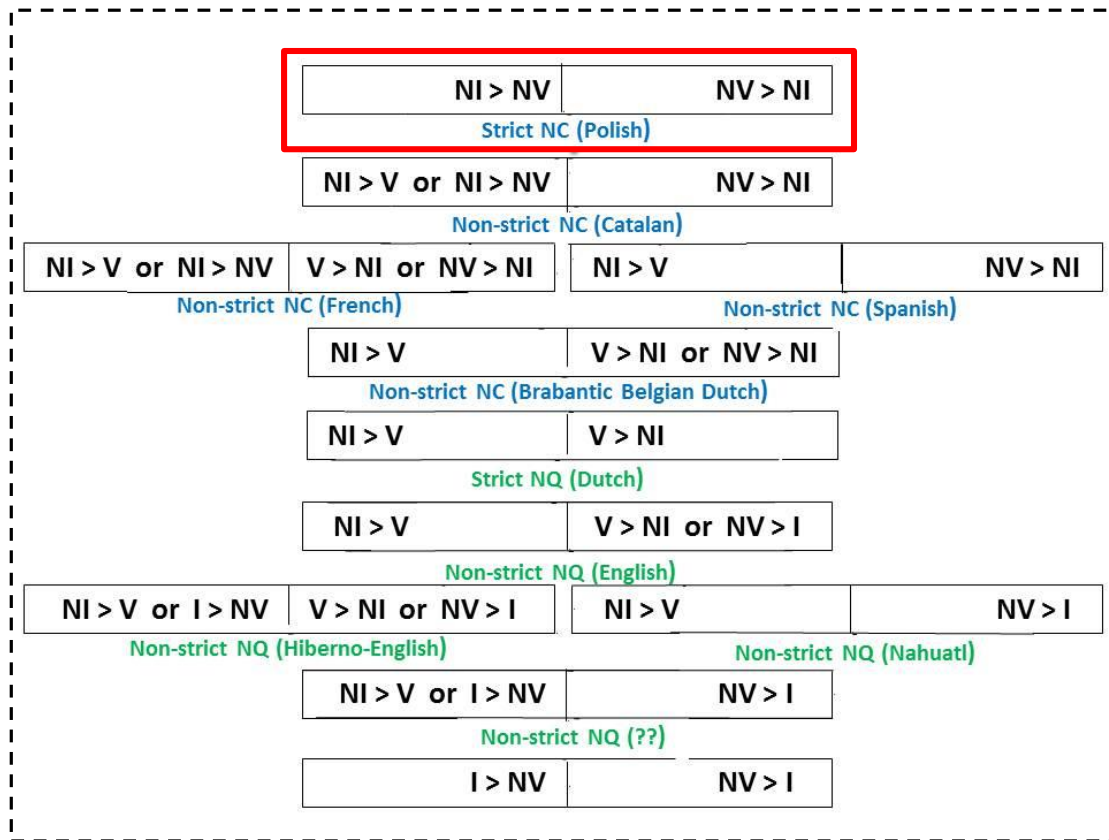 NI > NV NV > NI
Strict NC (Polish)
NI > V or NI > NV NV > NI
Non-strict NC (Catalan)
NI > V or NI > NV V > NI or NV > NI NI > V NV > NI
Non-strict NC (French) Non-strict NC (Spanish)
NI > V V > NI or NV > NI
Non-strict NC (Brabantic Belgian Dutch)
NI > V V > NI
Strict NQ (Dutch)
NI > V V > NI or NV > I
Non-strict NQ (English)
NI > V or I > NV V > NI or NV > I NI > V NV > I
Non-strict NQ (Hiberno-English) Non-strict NQ (Nahuatl)
NI > V or I > NV NV > I
Non-strict NQ (??)
I > NV NV > I